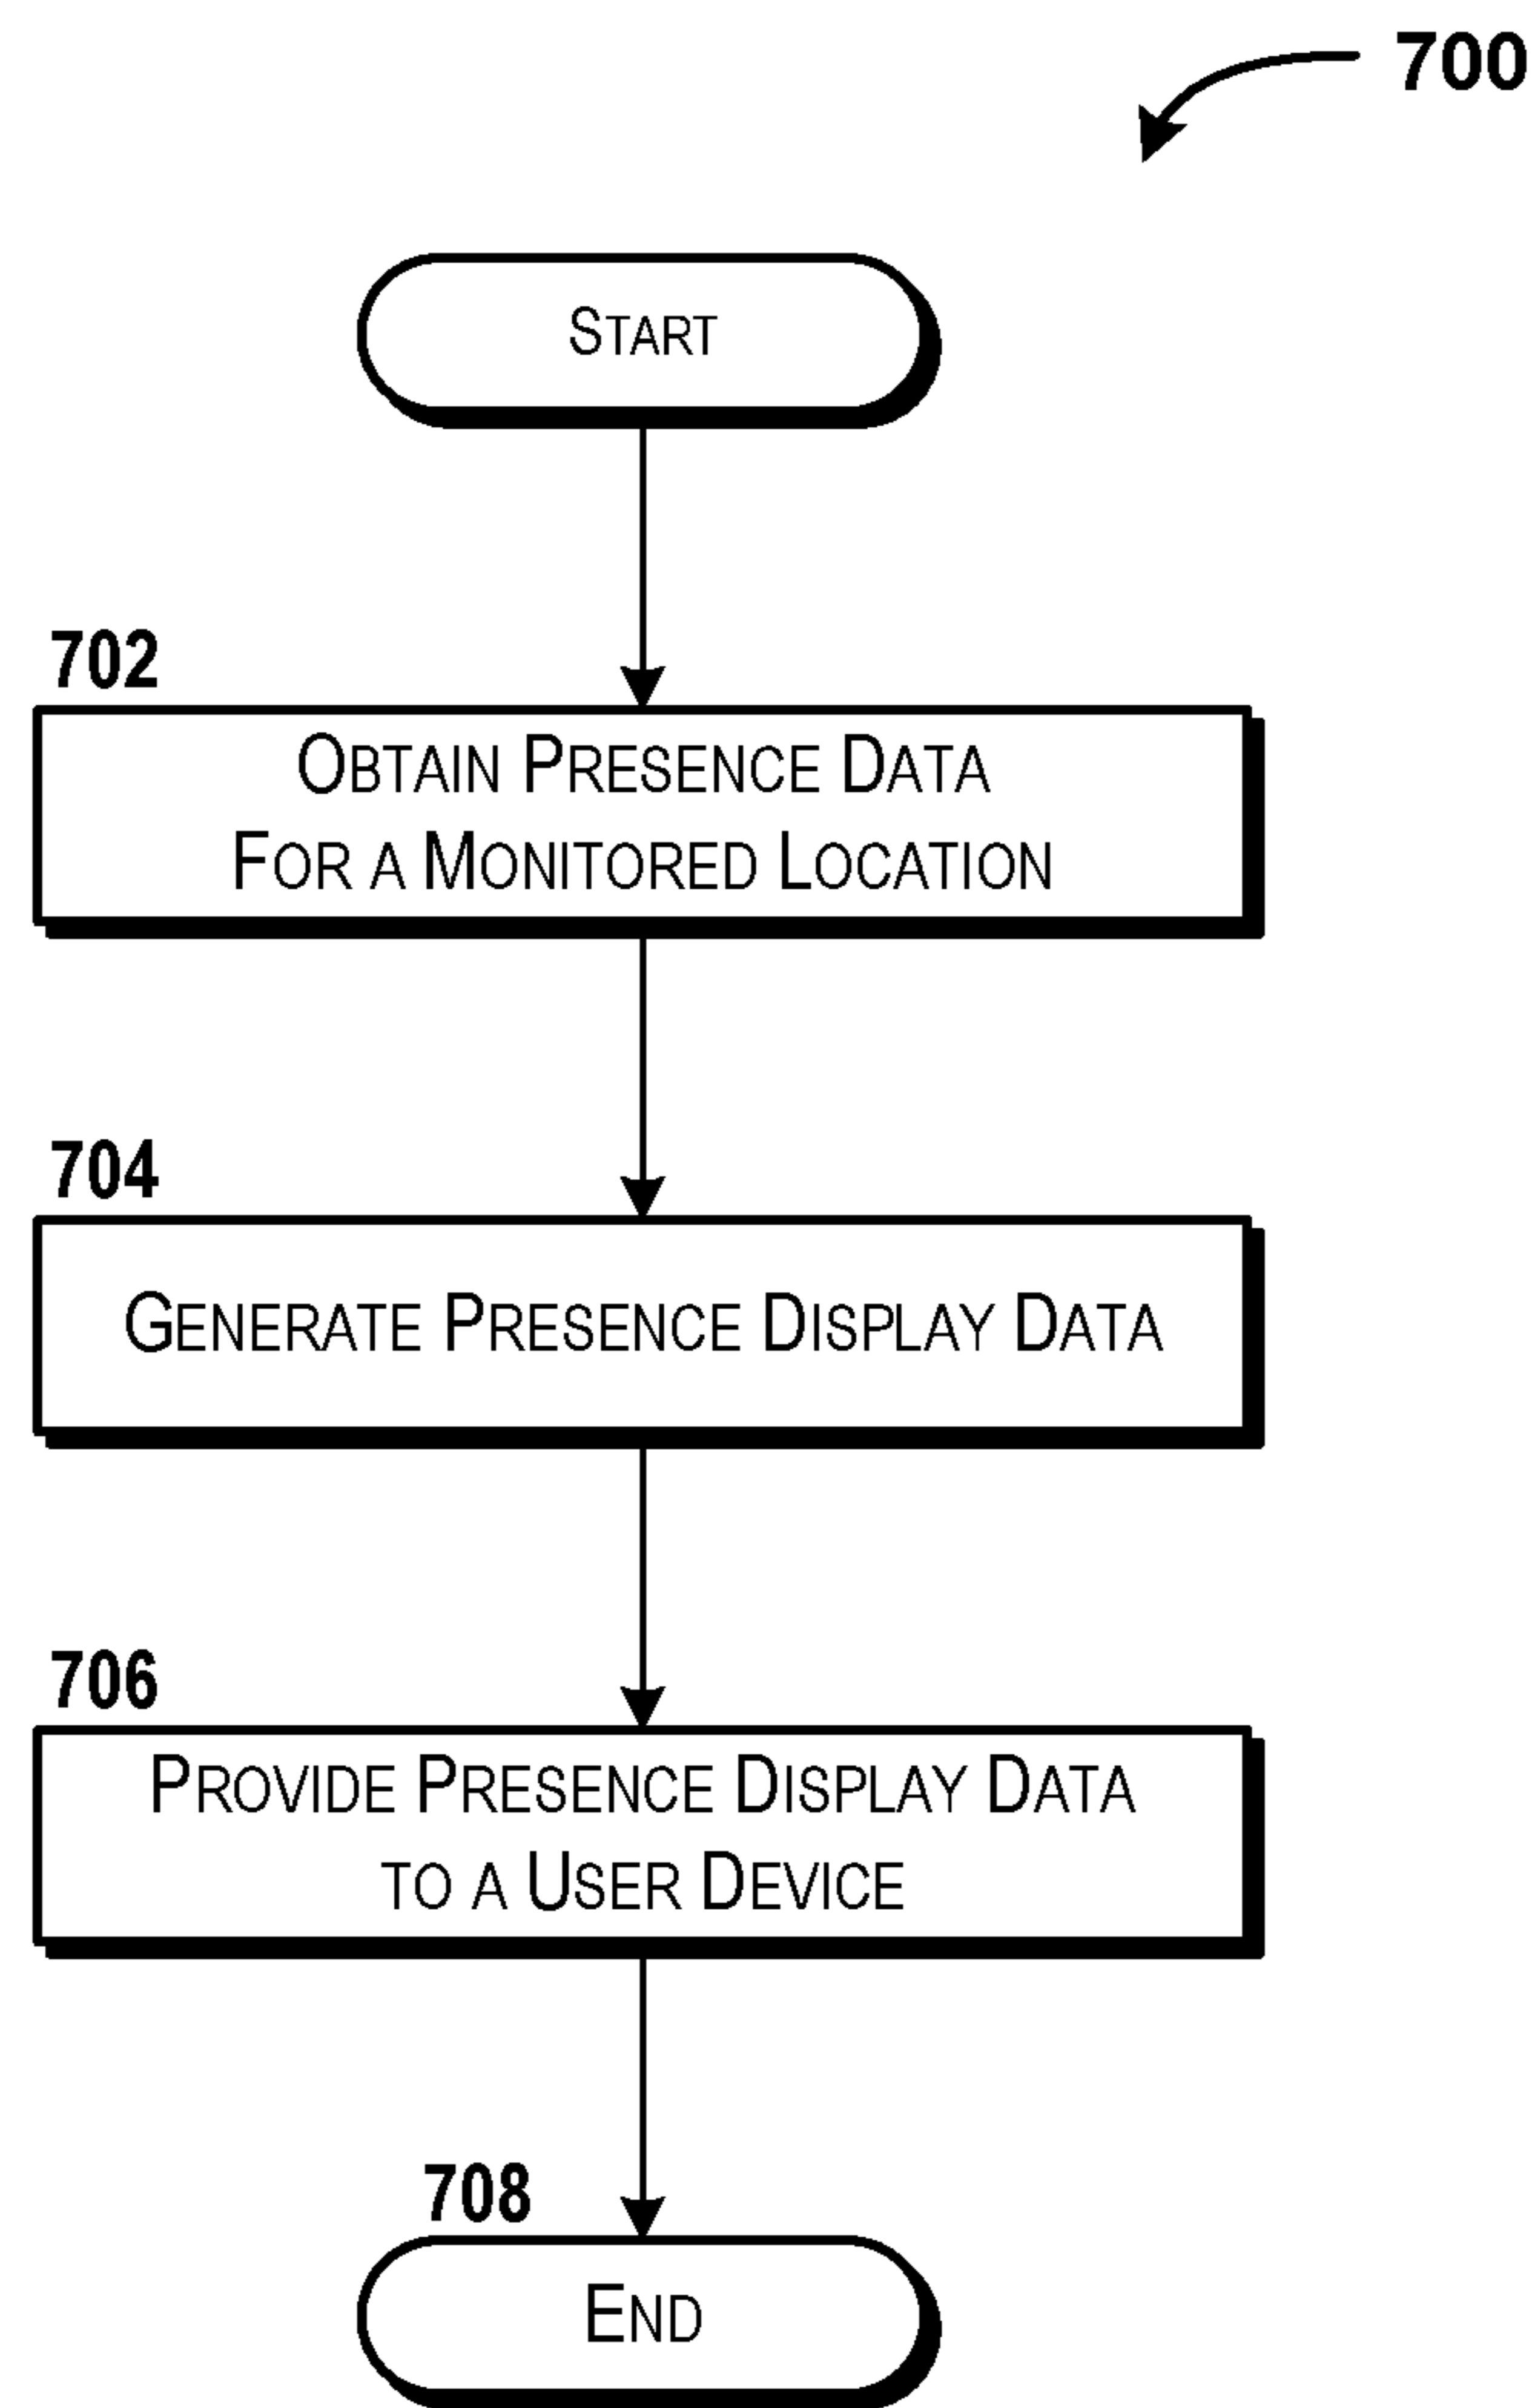 700
Start
702
Obtain Presence Data
For a Monitored Location
704
Generate Presence Display Data
706
Provide Presence Display Data
to a User Device
708
End